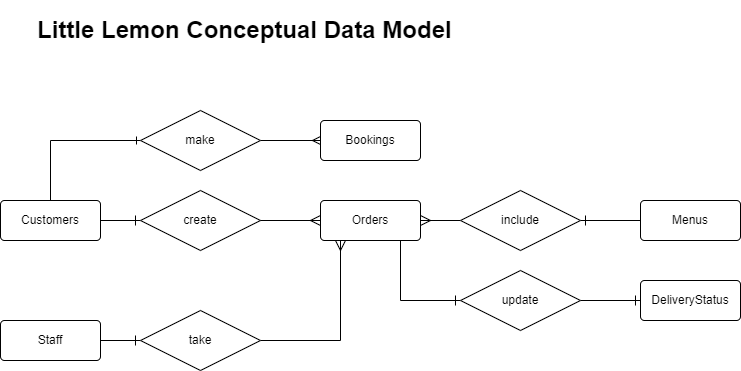 Little Lemon Conceptual Data Model
make
Bookings
Customers
create
Orders
include
Menus
update
DeliveryStatus
Staff
take